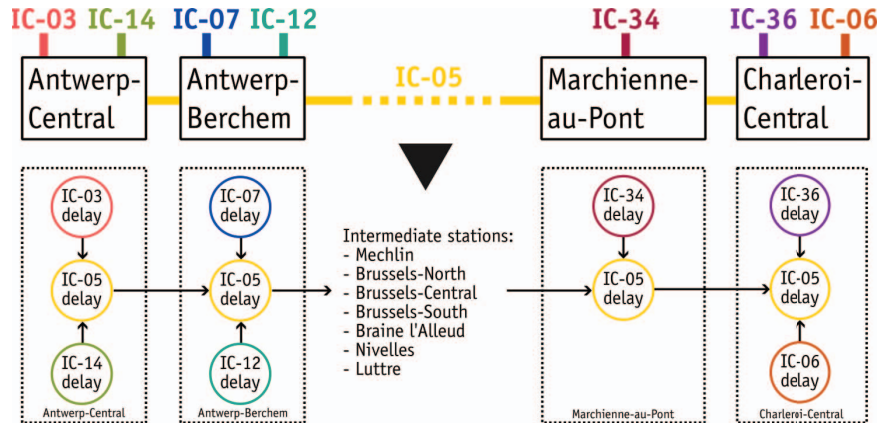 IC-03 IC-14 IC-07 IC-12 IC-34 IC-36 IC-06
IC-05
Antwerp-
Central
Antwerp-
Berchem
Marchienne-
au-Pont
Charleroi-
Central
IC-03
delay
IC-05
delay
IC-14
delay
Antwerp-Central
IC-07
delay
IC-05
delay
IC-12
delay
Antwerp-Berchem
Intermediate stations:
- Mechlin
- Brussels-North
- Brussels-Central
- Brussels-South
- Braine l'Alleud
- Nivelles
- Luttre
IC-34
delay
IC-05
delay
Marchienne-au-Pont
IC-36
delay
IC-05
delay
IC-06
delay
Charleroi-Central